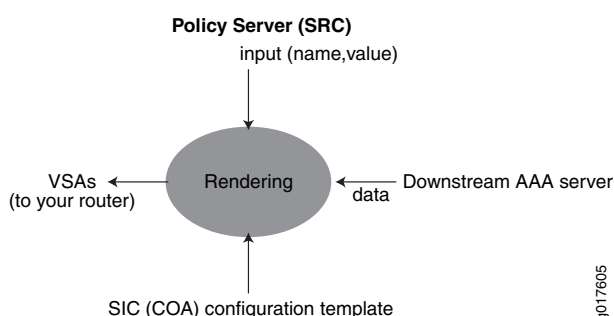 Policy Server (SRC)
input (name,value)
VSAs
(to your router)
Rendering
data
Downstream AAA server
SIC (COA) configuration template
g017605